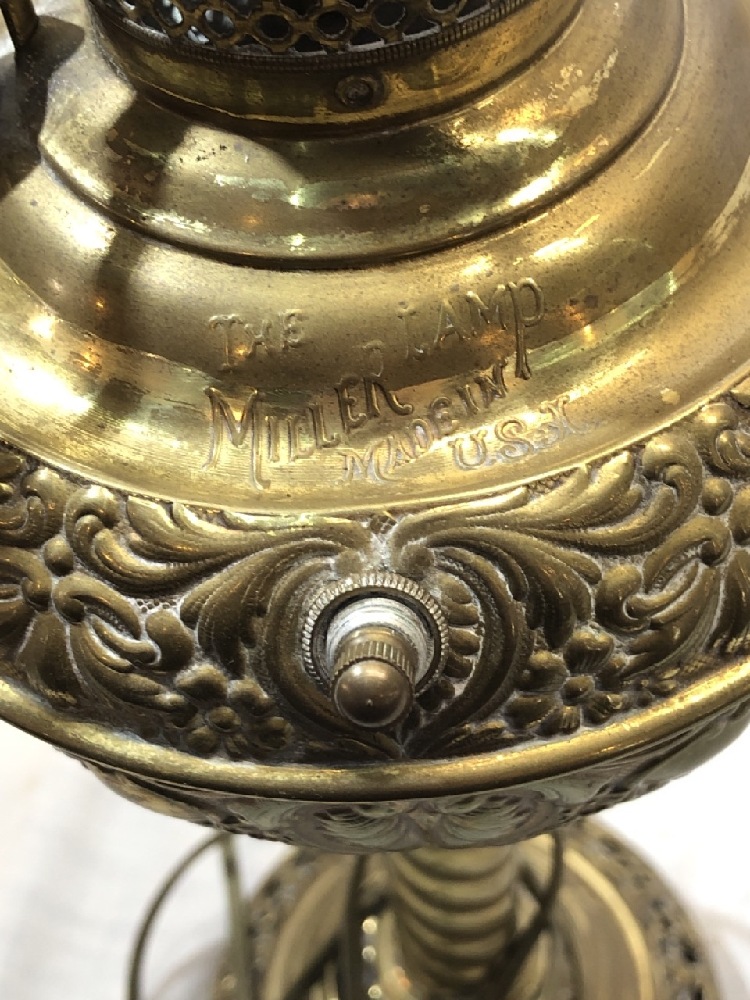 THE
MILLER LAMP
MADE IN
U.S.A.